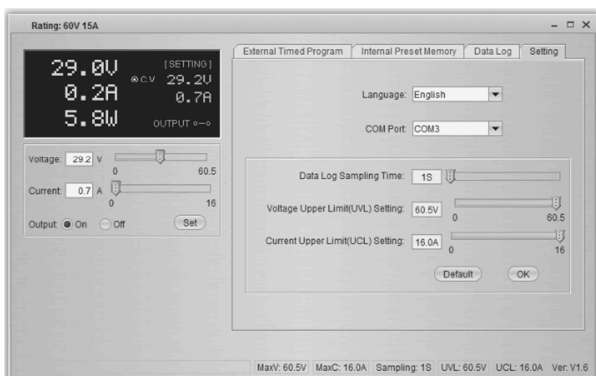 Rating: 60V 15A
29.0V
0.2A
5.8W
[SETTING]
C.V 29.2V
0.7A
OUTPUT
Voltage: 29.2 V
0 60.5
Current: 0.7 A
0 16
Output: On Off Set
External Timed Program Internal Preset Memory Data Log Setting
Language: English
COM Port: COM3
Data Log Sampling Time: 1S
Voltage Upper Limit(UVL) Setting: 60.5V
0 60.5
Current Upper Limit(UCL) Setting: 16.0A
0 16
Default OK
MaxV: 60.5V MaxC: 16.0A Sampling: 1S UVL: 60.5V UCL: 16.0A Ver: V1.6